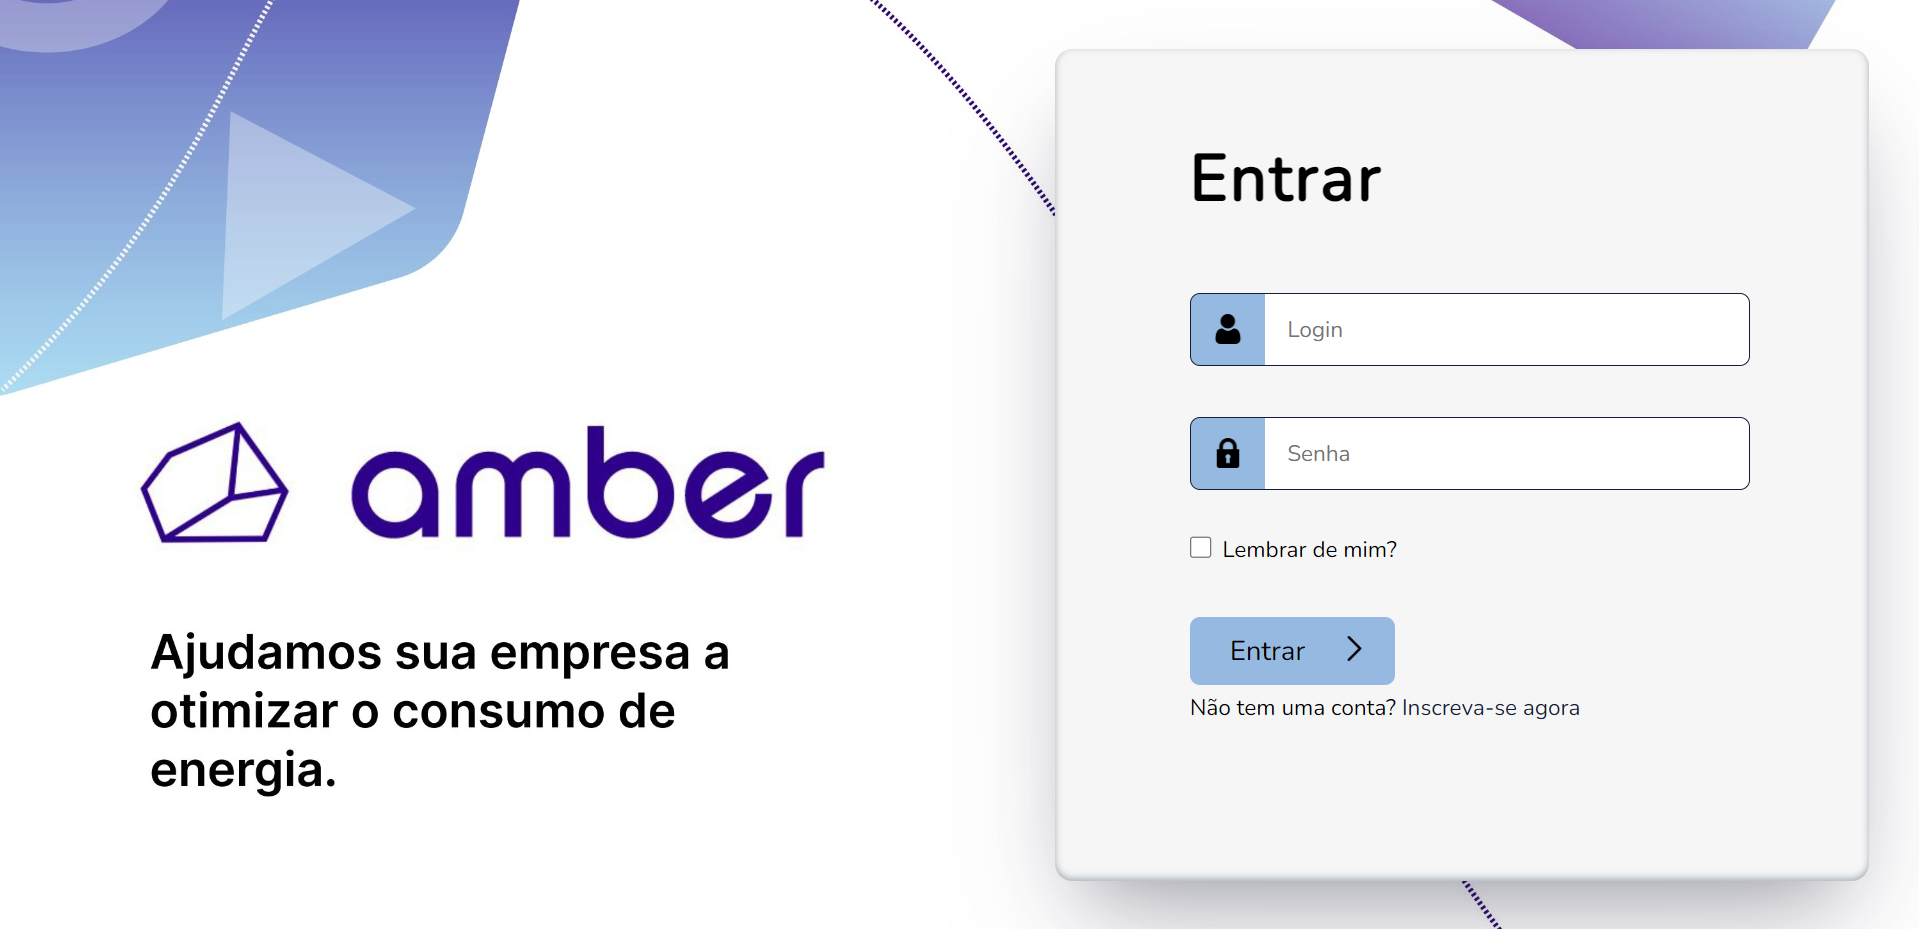 amber
Ajudamos sua empresa a
otimizar o consumo de
energia.
Entrar
Login
Senha
Lembrar de mim?
Entrar
Não tem uma conta? Inscreva-se agora